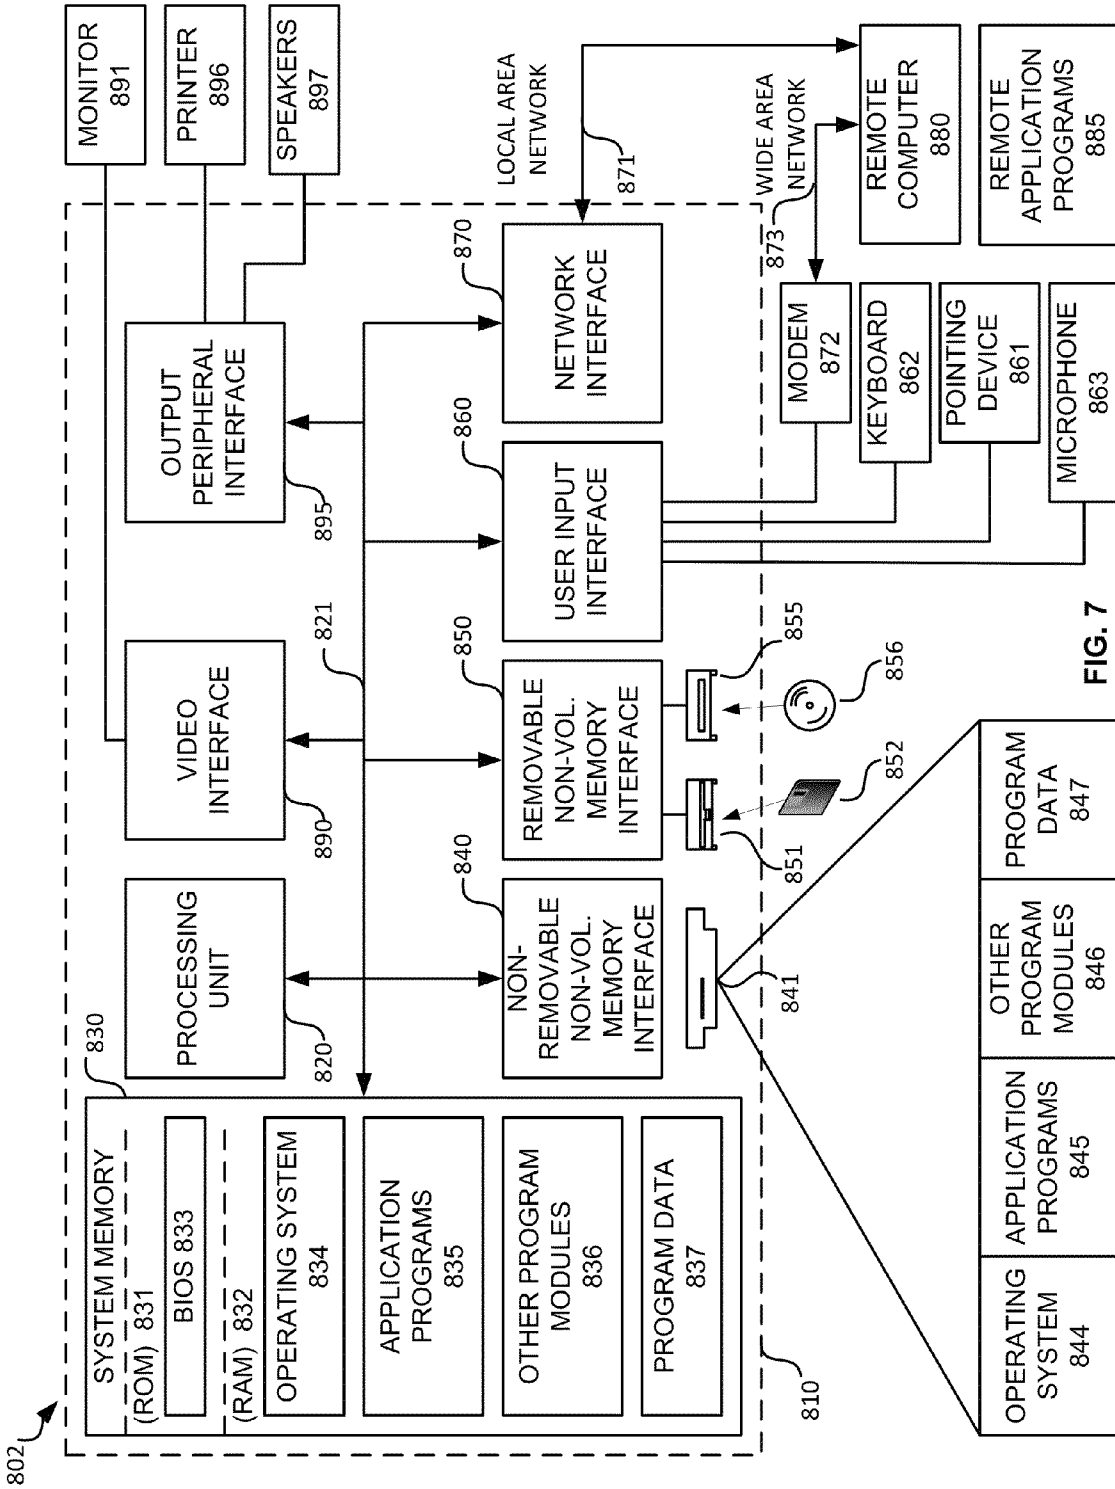 802
SYSTEM MEMORY
(ROM) 831
BIOS 833
(RAM) 832
OPERATING SYSTEM
834
APPLICATION
PROGRAMS
835
OTHER PROGRAM
MODULES
836
PROGRAM DATA
837
810
830
PROCESSING
UNIT
820
VIDEO
INTERFACE
890
821
OUTPUT
PERIPHERAL
INTERFACE
895
MONITOR
891
PRINTER
896
SPEAKERS
897
NON-
REMOVABLE
NON-VOL.
MEMORY
INTERFACE
840
REMOVABLE
NON-VOL.
MEMORY
INTERFACE
850
USER INPUT
INTERFACE
860
NETWORK
INTERFACE
870
LOCAL AREA
NETWORK
871
841
851
852
855
856
WIDE AREA
NETWORK
873
MODEM
872
KEYBOARD
862
POINTING
DEVICE
861
MICROPHONE
863
REMOTE
COMPUTER
880
REMOTE
APPLICATION
PROGRAMS
885
OPERATING
SYSTEM
844
APPLICATION
PROGRAMS
845
OTHER
PROGRAM
MODULES
846
PROGRAM
DATA
847
FIG. 7